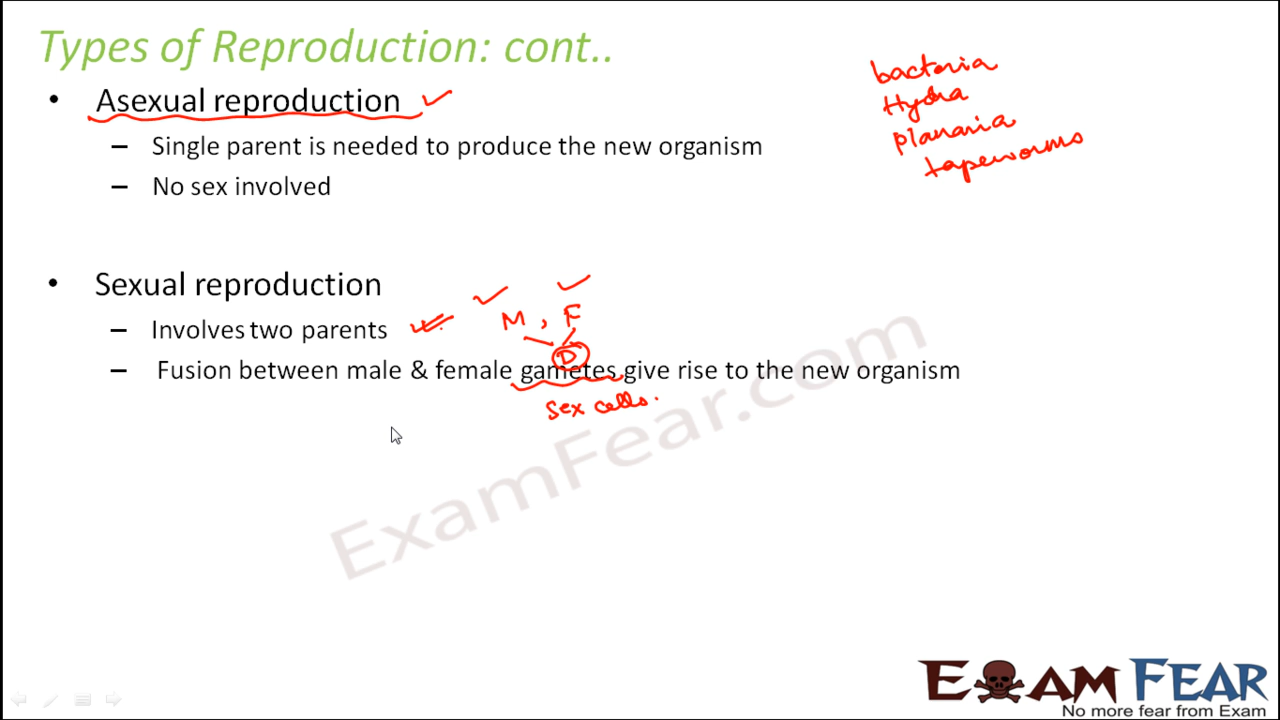 Types of Reproduction: cont..
bacteria
Hydra
planaria
tapeworms
• Asexual reproduction
– Single parent is needed to produce the new organism
– No sex involved
• Sexual reproduction
– Involves two parents
M, F
D
– Fusion between male & female gametes give rise to the new organism
sex cells.
ExamFear.com
EXAM FEAR
No more fear from Exam